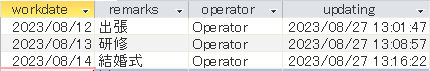 workdate remarks operator updating
2023/08/12 出張 Operator 2023/08/27 13:01:47
2023/08/13 研修 Operator 2023/08/27 13:08:57
2023/08/14 結婚式 Operator 2023/08/27 13:16:22